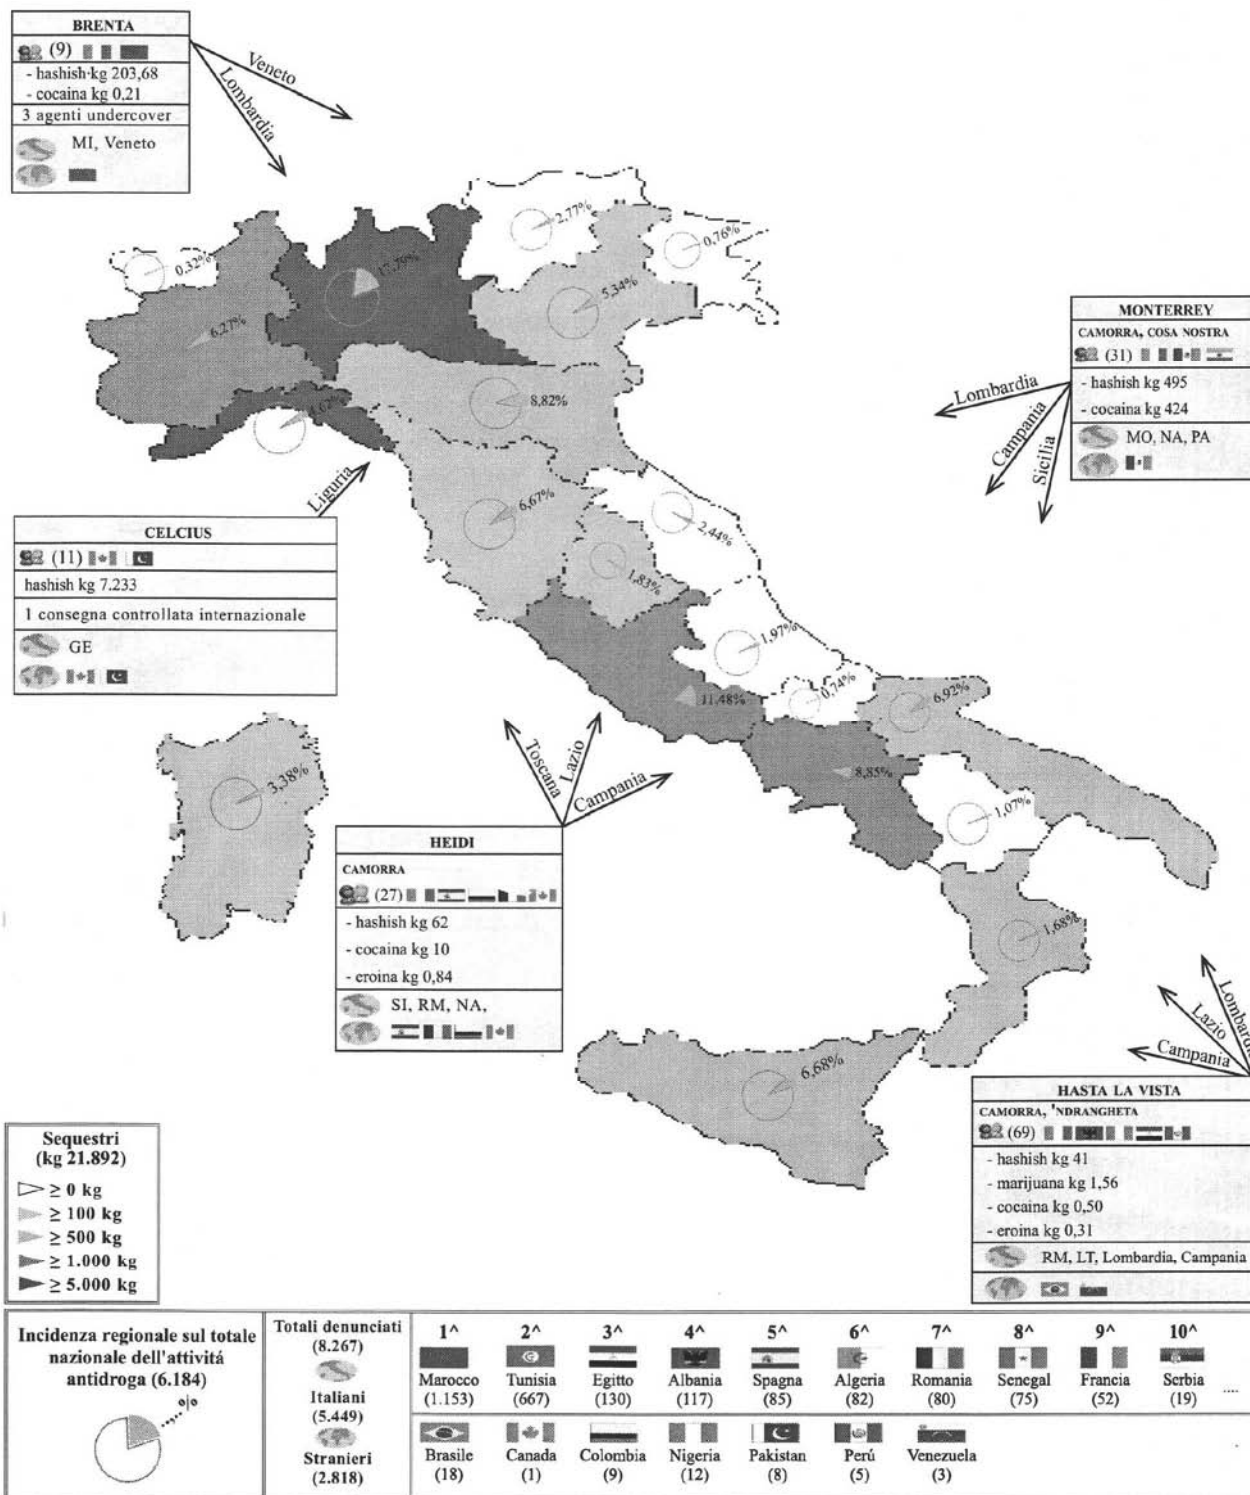 BRENTA
(9)
- hashish kg 203,68
- cocaina kg 0,21
3 agenti undercover
MI, Veneto
Veneto
Lombardia
2,77%
0,76%
0,32%
17,79%
5,34%
6,27%
8,82%
4,62%
6,67%
2,44%
1,83%
1,97%
0,74%
6,92%
11,48%
8,85%
1,07%
3,38%
1,68%
6,68%
MONTERREY
CAMORRA, COSA NOSTRA
(31)
- hashish kg 495
- cocaina kg 424
MO, NA, PA
Lombardia
Campania
Sicilia
Liguria
CELCIUS
(11)
hashish kg 7.233
1 consegna controllata internazionale
GE
Toscana
Lazio
Campania
HEIDI
CAMORRA
(27)
- hashish kg 62
- cocaina kg 10
- eroina kg 0,84
SI, RM, NA,
Lombardia
Lazio
Campania
HASTA LA VISTA
CAMORRA, 'NDRANGHETA
(69)
- hashish kg 41
- marijuana kg 1,56
- cocaina kg 0,50
- eroina kg 0,31
RM, LT, Lombardia, Campania
Sequestri
(kg 21.892)
≥ 0 kg
≥ 100 kg
≥ 500 kg
≥ 1.000 kg
≥ 5.000 kg
Incidenza regionale sul totale
nazionale dell'attivitá
antidroga (6.184)
%
Totali denunciati
(8.267)
Italiani
(5.449)
Stranieri
(2.818)
1^ 2^ 3^ 4^ 5^ 6^ 7^ 8^ 9^ 10^
Marocco Tunisia Egitto Albania Spagna Algeria Romania Senegal Francia Serbia
(1.153) (667) (130) (117) (85) (82) (80) (75) (52) (19) ....
Brasile Canada Colombia Nigeria Pakistan Perú Venezuela
(18) (1) (9) (12) (8) (5) (3)